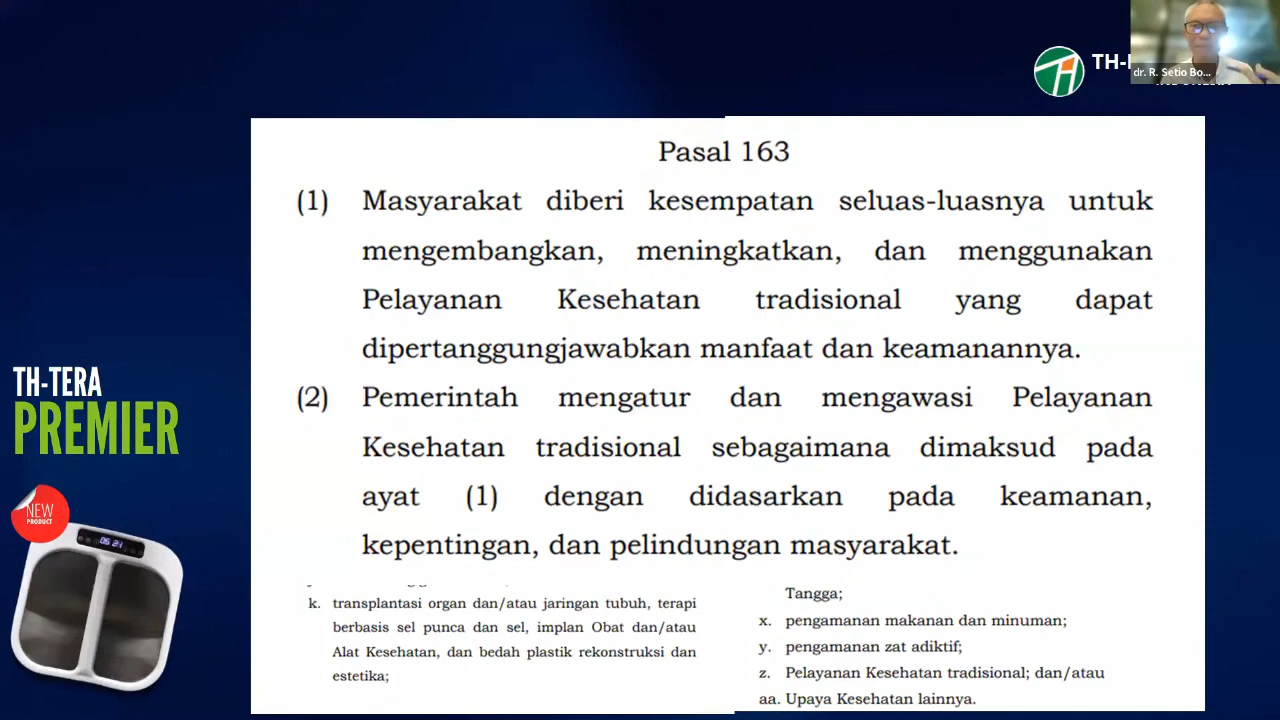 TH-
dr. R. Setio Bo...
Pasal 163
(1) Masyarakat diberi kesempatan seluas-luasnya untuk
mengembangkan, meningkatkan, dan menggunakan
Pelayanan Kesehatan tradisional yang dapat
dipertanggungjawabkan manfaat dan keamanannya.
(2) Pemerintah mengatur dan mengawasi Pelayanan
Kesehatan tradisional sebagaimana dimaksud pada
ayat (1) dengan didasarkan pada keamanan,
kepentingan, dan pelindungan masyarakat.
k. transplantasi organ dan/atau jaringan tubuh, terapi
berbasis sel punca dan sel, implan Obat dan/atau
Alat Kesehatan, dan bedah plastik rekonstruksi dan
estetika;
Tangga;
x. pengamanan makanan dan minuman;
y. pengamanan zat adiktif;
z. Pelayanan Kesehatan tradisional; dan/atau
aa. Upaya Kesehatan lainnya.
TH-TERA
PREMIER
NEW
PRODUCT
05 21